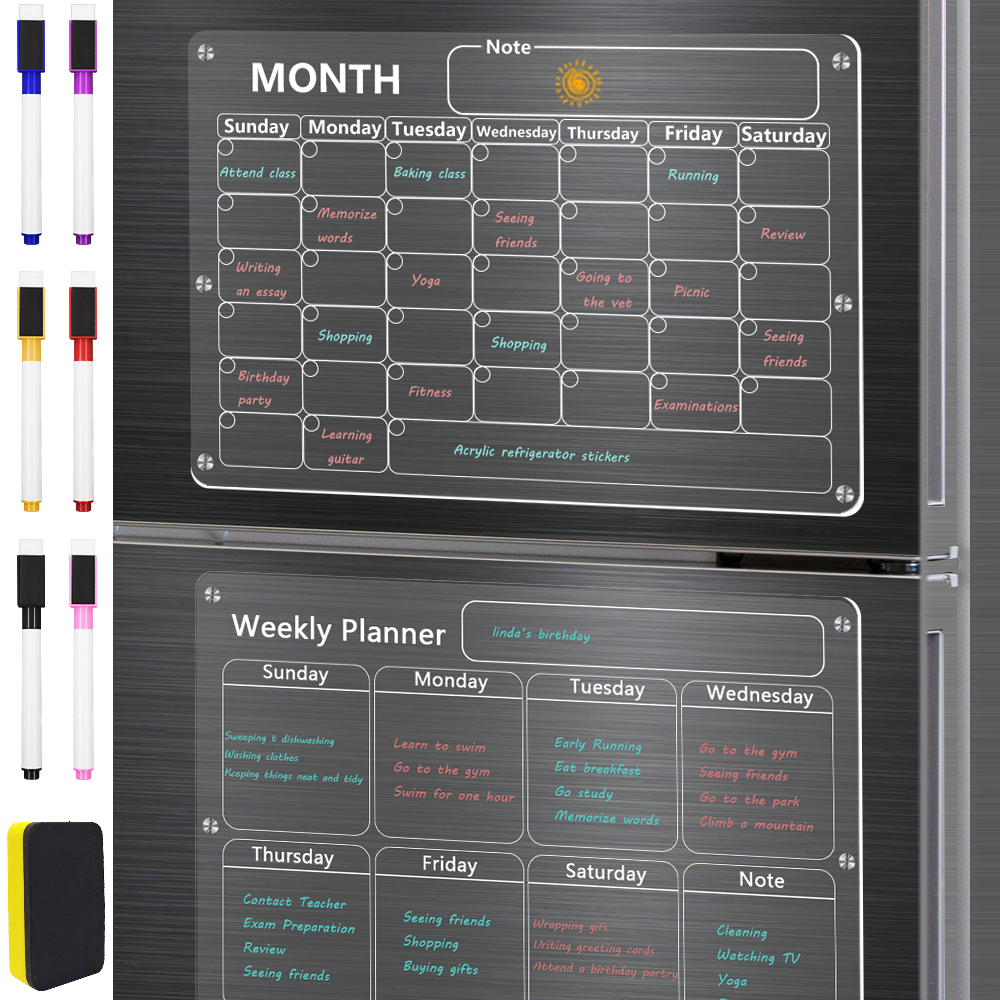 Note
MONTH
Sunday Monday Tuesday Wednesday Thursday Friday Saturday
Attend class Baking class Running
Memorize words Seeing friends Review
Writing an essay Yoga Going to the vet Picnic
Shopping Shopping Seeing friends
Birthday party Fitness Examinations
Learning guitar Acrylic refrigerator stickers
Weekly Planner
linda's birthday
Sunday
Sweeping t dishwashing
Washing clothes
Kceping things neat and tidy
Monday
Learn to swim
Go to the gym
Swim for one hour
Tuesday
Early Running
Eat breakfast
Go study
Memorize words
Wednesday
Go to the gym
Seeing friends
Go to the park
Climb a mountain
Thursday
Contact Teacher
Exam Preparation
Review
Seeing friends
Friday
Seeing friends
Shopping
Buying gifts
Saturday
Wrapping gifs
Uriting greeting cards
Attend a birthday partry
Note
Cleaning
Watching TV
Yoga